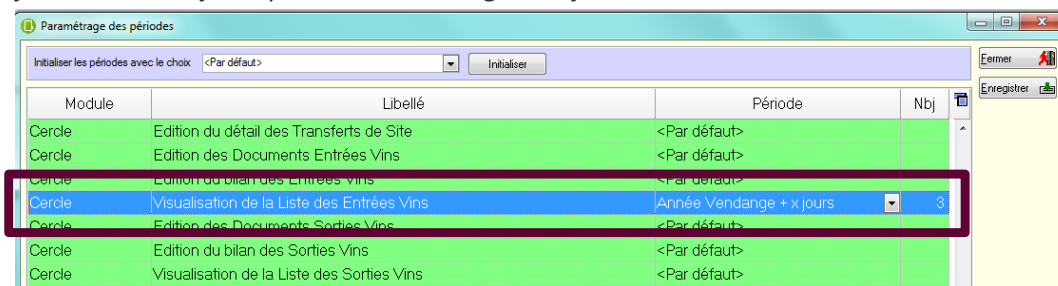 Paramétrage des périodes
Initialiser les périodes avec le choix <Par défaut> Initialiser
Fermer
Enregistrer
Module Libellé Période Nbj
Cercle Edition du détail des Transferts de Site <Par défaut>
Cercle Edition des Documents Entrées Vins <Par défaut>
Cercle Edition du bilan des Entrées Vins <Par défaut>
Cercle Visualisation de la Liste des Entrées Vins Année Vendange + x jours 3
Cercle Edition des Documents Sorties Vins <Par défaut>
Cercle Edition du bilan des Sorties Vins <Par défaut>
Cercle Visualisation de la Liste des Sorties Vins <Par défaut>